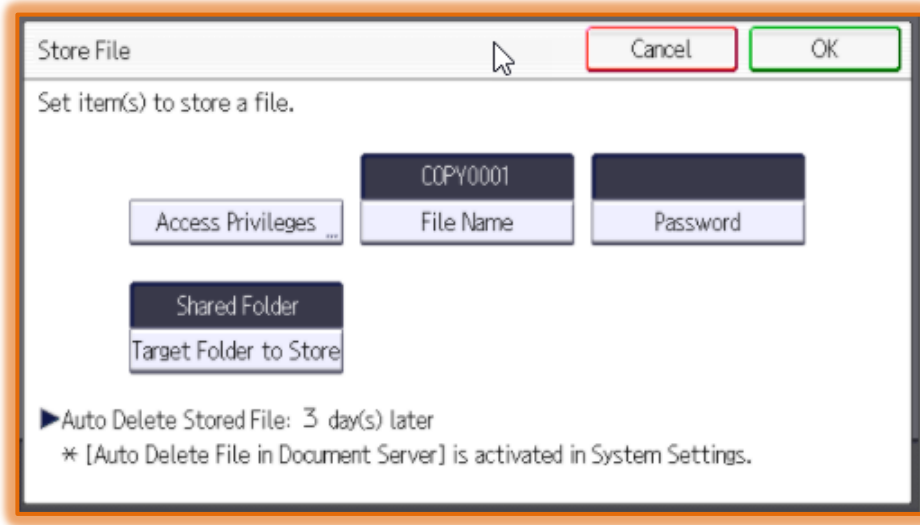 Store File
Cancel
OK
Set item(s) to store a file.
COPY0001
Access Privileges ...
File Name
Password
Shared Folder
Target Folder to Store
▶Auto Delete Stored File: 3 day(s) later
* [Auto Delete File in Document Server] is activated in System Settings.